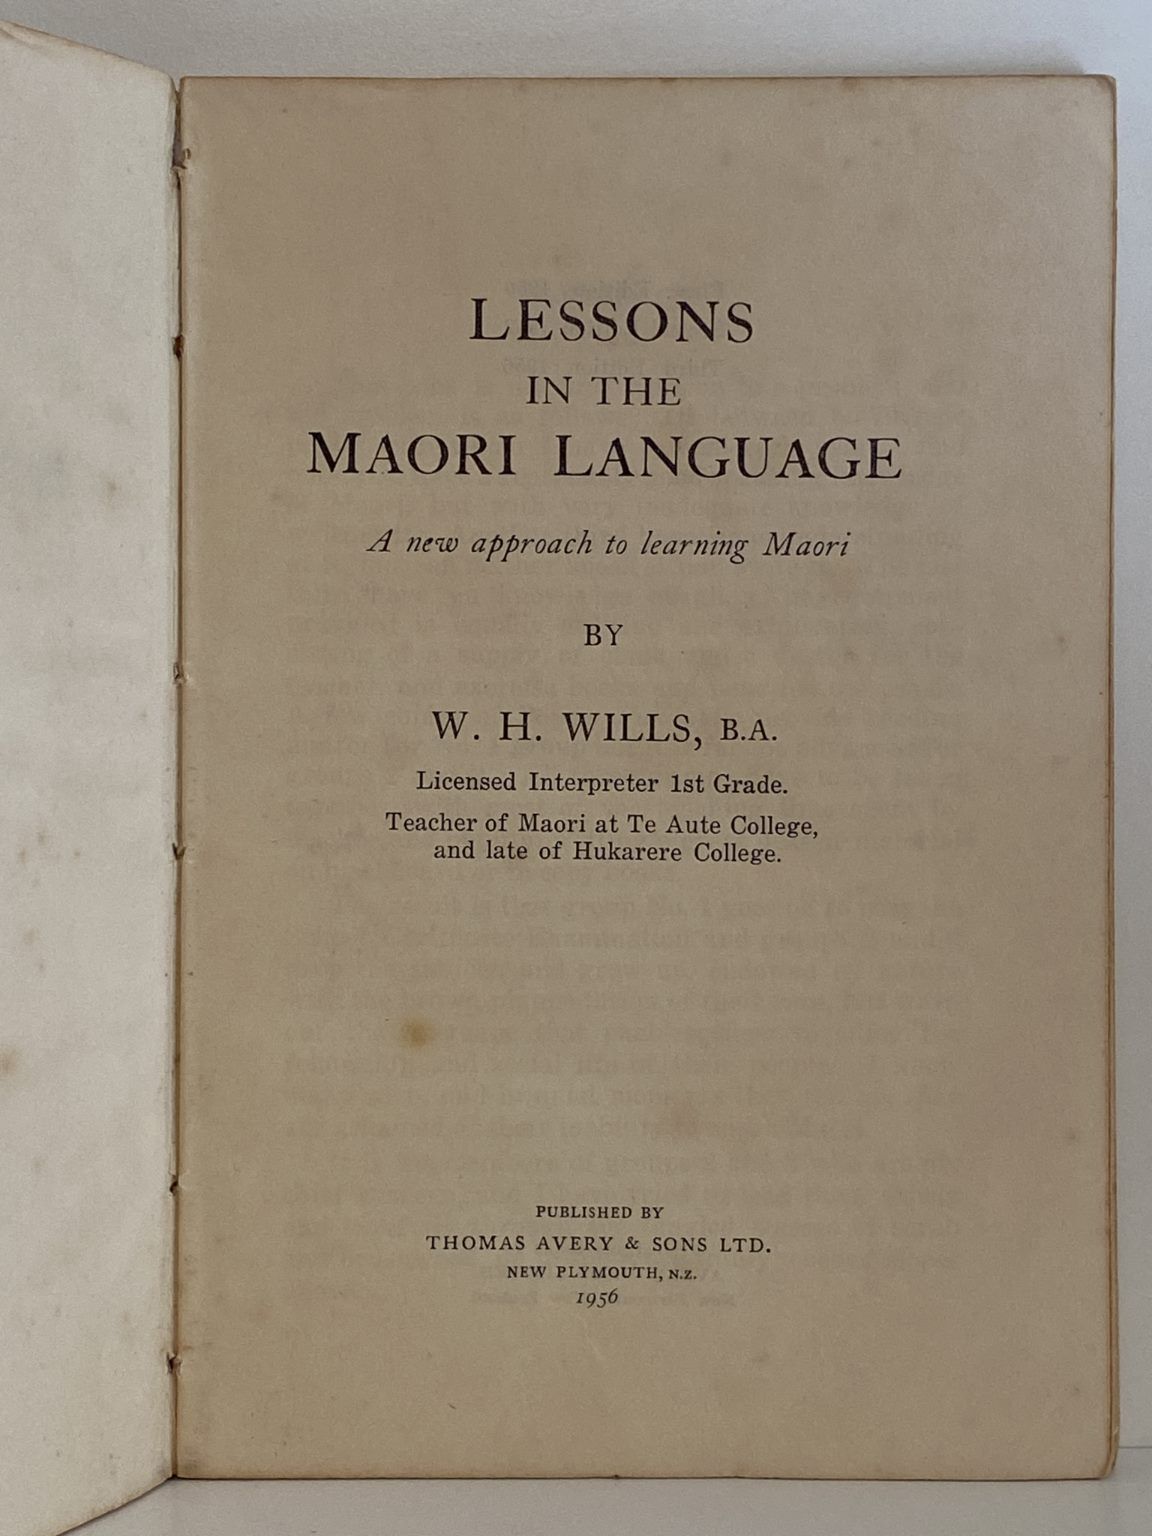 LESSONS
IN THE
MAORI LANGUAGE
A new approach to learning Maori
BY
W. H. WILLS, B.A.
Licensed Interpreter 1st Grade.
Teacher of Maori at Te Aute College,
and late of Hukarere College.
PUBLISHED BY
THOMAS AVERY & SONS LTD.
NEW PLYMOUTH, N.Z.
1956